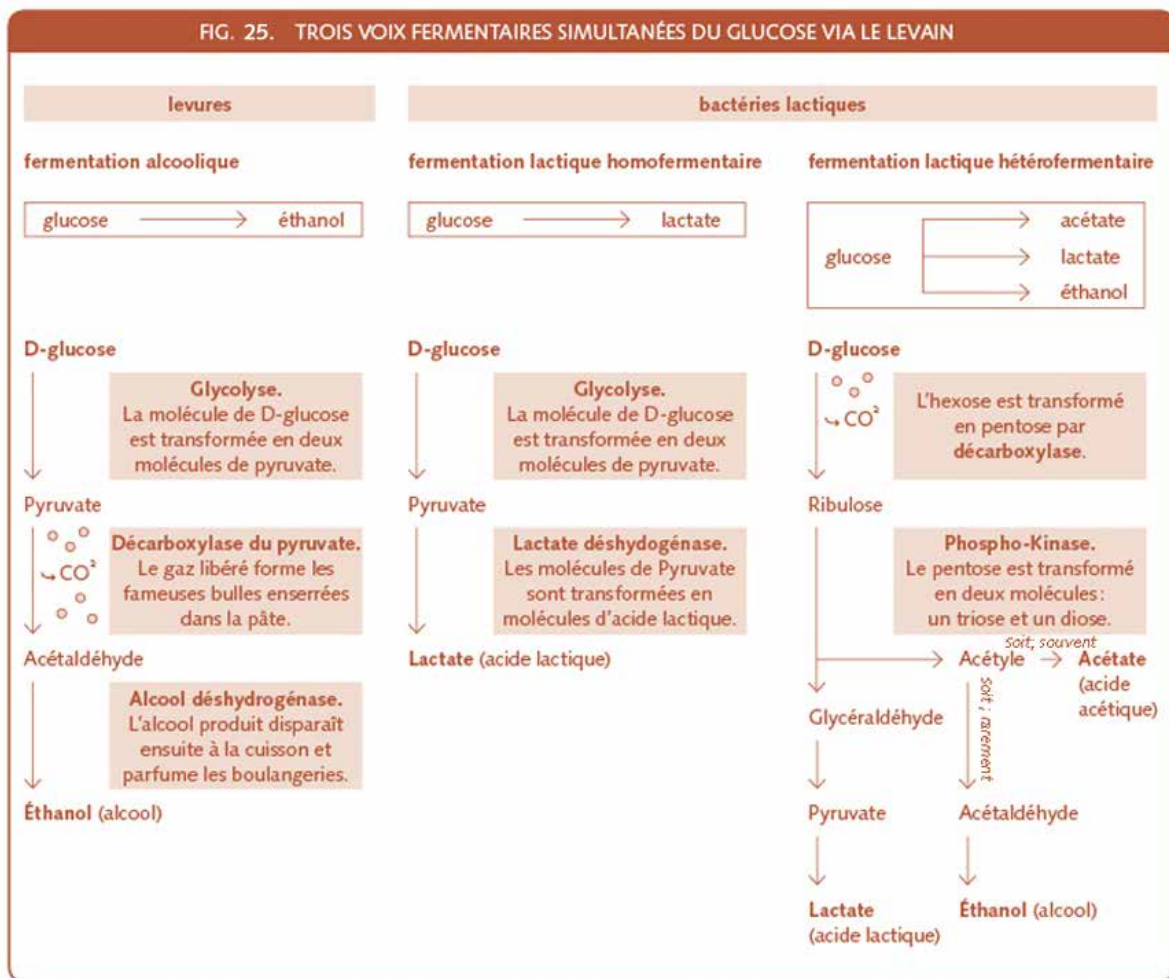 FIG. 25. TROIS VOIX FERMENTAIRES SIMULTANÉES DU GLUCOSE VIA LE LEVAIN
levures
fermentation alcoolique
glucose
éthanol
D-glucose
Glycolyse.
La molécule de D-glucose
est transformée en deux
molécules de pyruvate.
Pyruvate
CO²
Décarboxylase du pyruvate.
Le gaz libéré forme les
fameuses bulles enserrées
dans la pâte.
Acétaldéhyde
Alcool déshydrogénase.
L'alcool produit disparaît
ensuite à la cuisson et
parfume les boulangeries.
Éthanol (alcool)
bactéries lactiques
fermentation lactique homofermentaire
glucose
lactate
D-glucose
Glycolyse.
La molécule de D-glucose
est transformée en deux
molécules de pyruvate.
Pyruvate
Lactate déshydogénase.
Les molécules de Pyruvate
sont transformées en
molécules d'acide lactique.
Lactate (acide lactique)
fermentation lactique hétérofermentaire
glucose
acétate
lactate
éthanol
D-glucose
CO²
L'hexose est transformé
en pentose par
décarboxylase.
Ribulose
Phospho-Kinase.
Le pentose est transformé
en deux molécules :
un triose et un diose.
soit; souvent
Acétyle
Acétate
(acide
acétique)
soit ; rarement
Glycéraldéhyde
Pyruvate
Acétaldéhyde
Lactate
(acide lactique)
Éthanol (alcool)